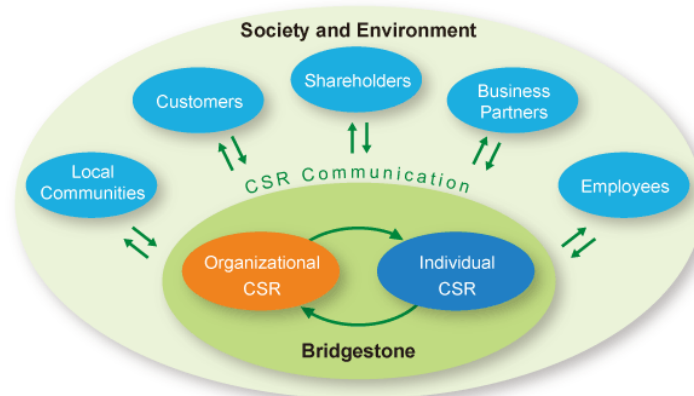 Society and Environment
Shareholders
Customers
Business
Partners
Local
Communities
Employees
CSR Communication
Organizational
CSR
Individual
CSR
Bridgestone